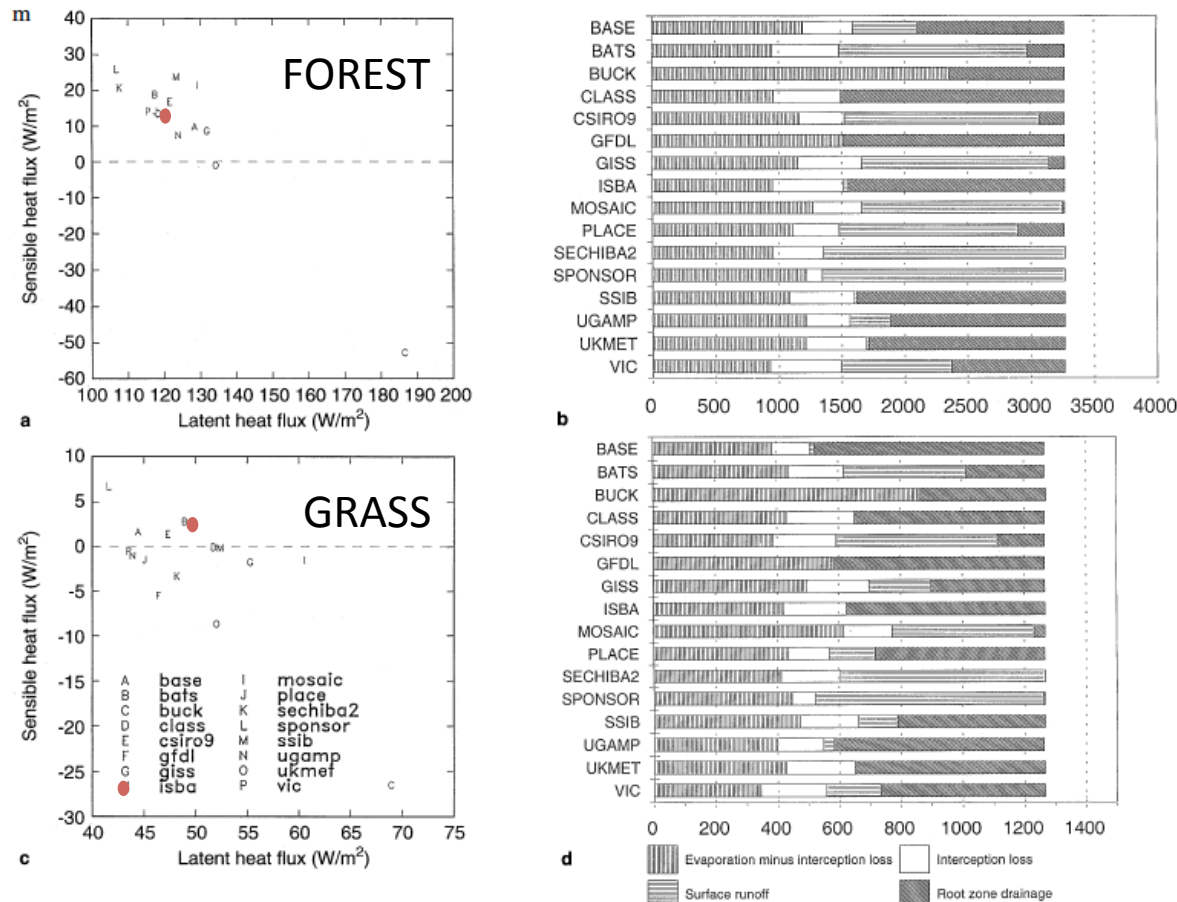 m
FOREST
Sensible heat flux (W/m²)
40
30
20
10
0
-10
-20
-30
-40
-50
-60
L
K
M
I
B
E
P
A
G
N
O
C
100 110 120 130 140 150 160 170 180 190 200
a
Latent heat flux (W/m²)
BASE
BATS
BUCK
CLASS
CSIRO9
GFDL
GISS
ISBA
MOSAIC
PLACE
SECHIBA2
SPONSOR
SSIB
UGAMP
UKMET
VIC
0 500 1000 1500 2000 2500 3000 3500 4000
b
GRASS
Sensible heat flux (W/m²)
10
5
0
-5
-10
-15
-20
-25
-30
L
B
A
E
N
J
D
M
G
I
K
F
O
C
A base I mosaic
B bats J place
C buck K sechiba2
D class L sponsor
E csiro9 M ssib
F gfdl N ugamp
G giss O ukmet
isba P vic
40 45 50 55 60 65 70 75
c
Latent heat flux (W/m²)
BASE
BATS
BUCK
CLASS
CSIRO9
GFDL
GISS
ISBA
MOSAIC
PLACE
SECHIBA2
SPONSOR
SSIB
UGAMP
UKMET
VIC
0 200 400 600 800 1000 1200 1400
d
Evaporation minus interception loss
Interception loss
Surface runoff
Root zone drainage